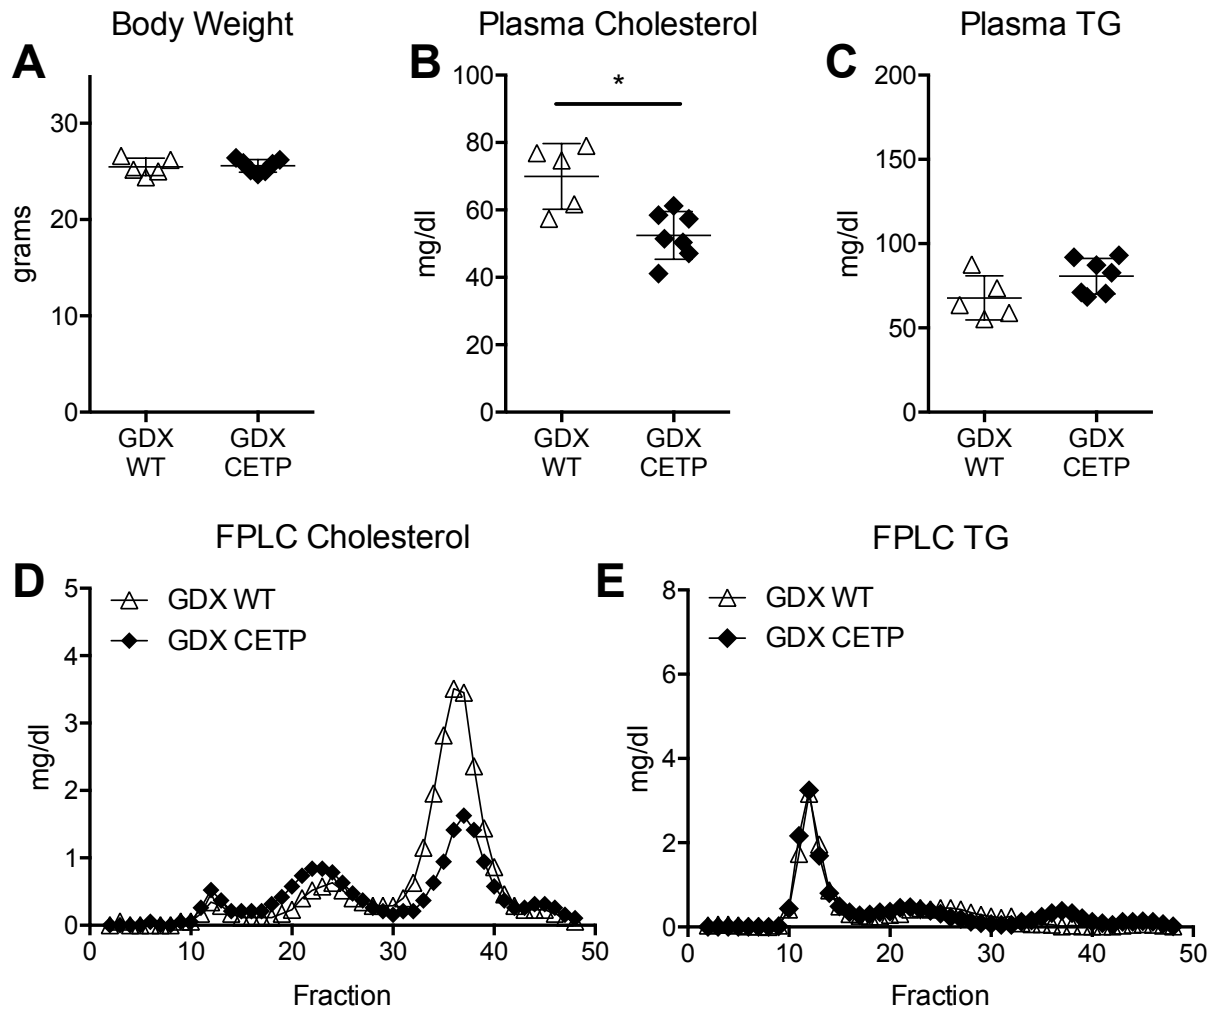 Body Weight
A
grams
30
20
10
0
GDX
WT
GDX
CETP
Plasma Cholesterol
B
mg/dl
100
80
60
40
20
0
*
GDX
WT
GDX
CETP
Plasma TG
C
mg/dl
200
150
100
50
0
GDX
WT
GDX
CETP
FPLC Cholesterol
D
mg/dl
5
4
3
2
1
0
GDX WT
GDX CETP
0 10 20 30 40 50
Fraction
FPLC TG
E
mg/dl
8
6
4
2
0
GDX WT
GDX CETP
0 10 20 30 40 50
Fraction